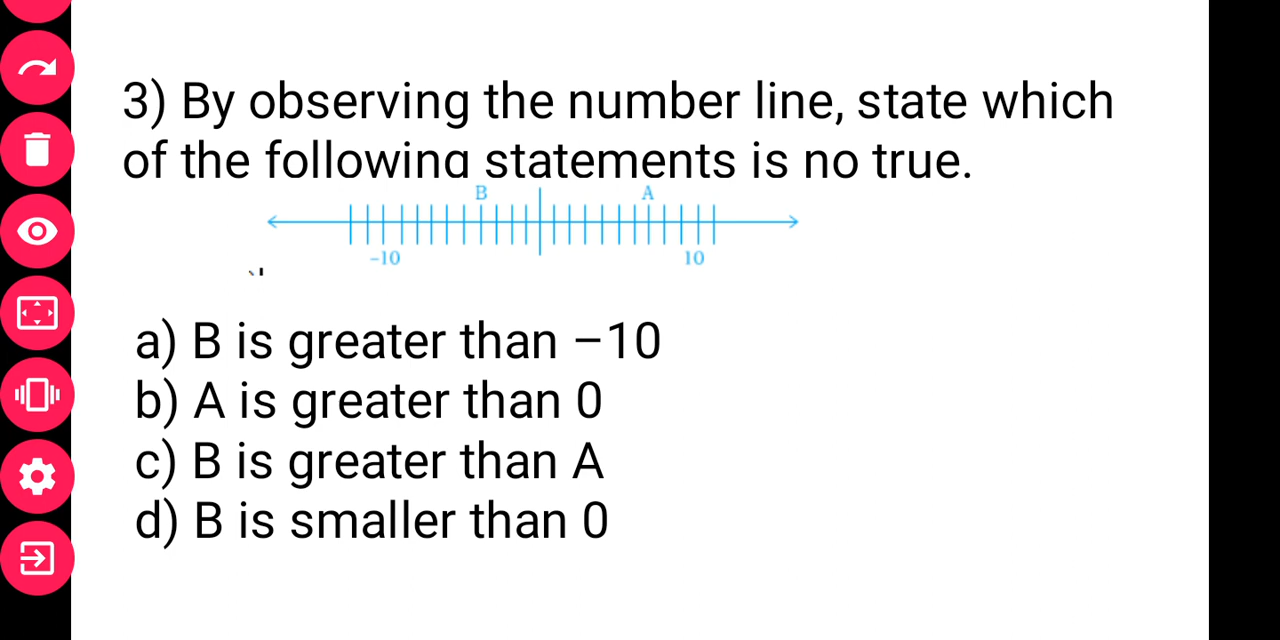 3) By observing the number line, state which
of the following statements is no true.
B A
-10 10
a) B is greater than −10
b) A is greater than 0
c) B is greater than A
d) B is smaller than 0